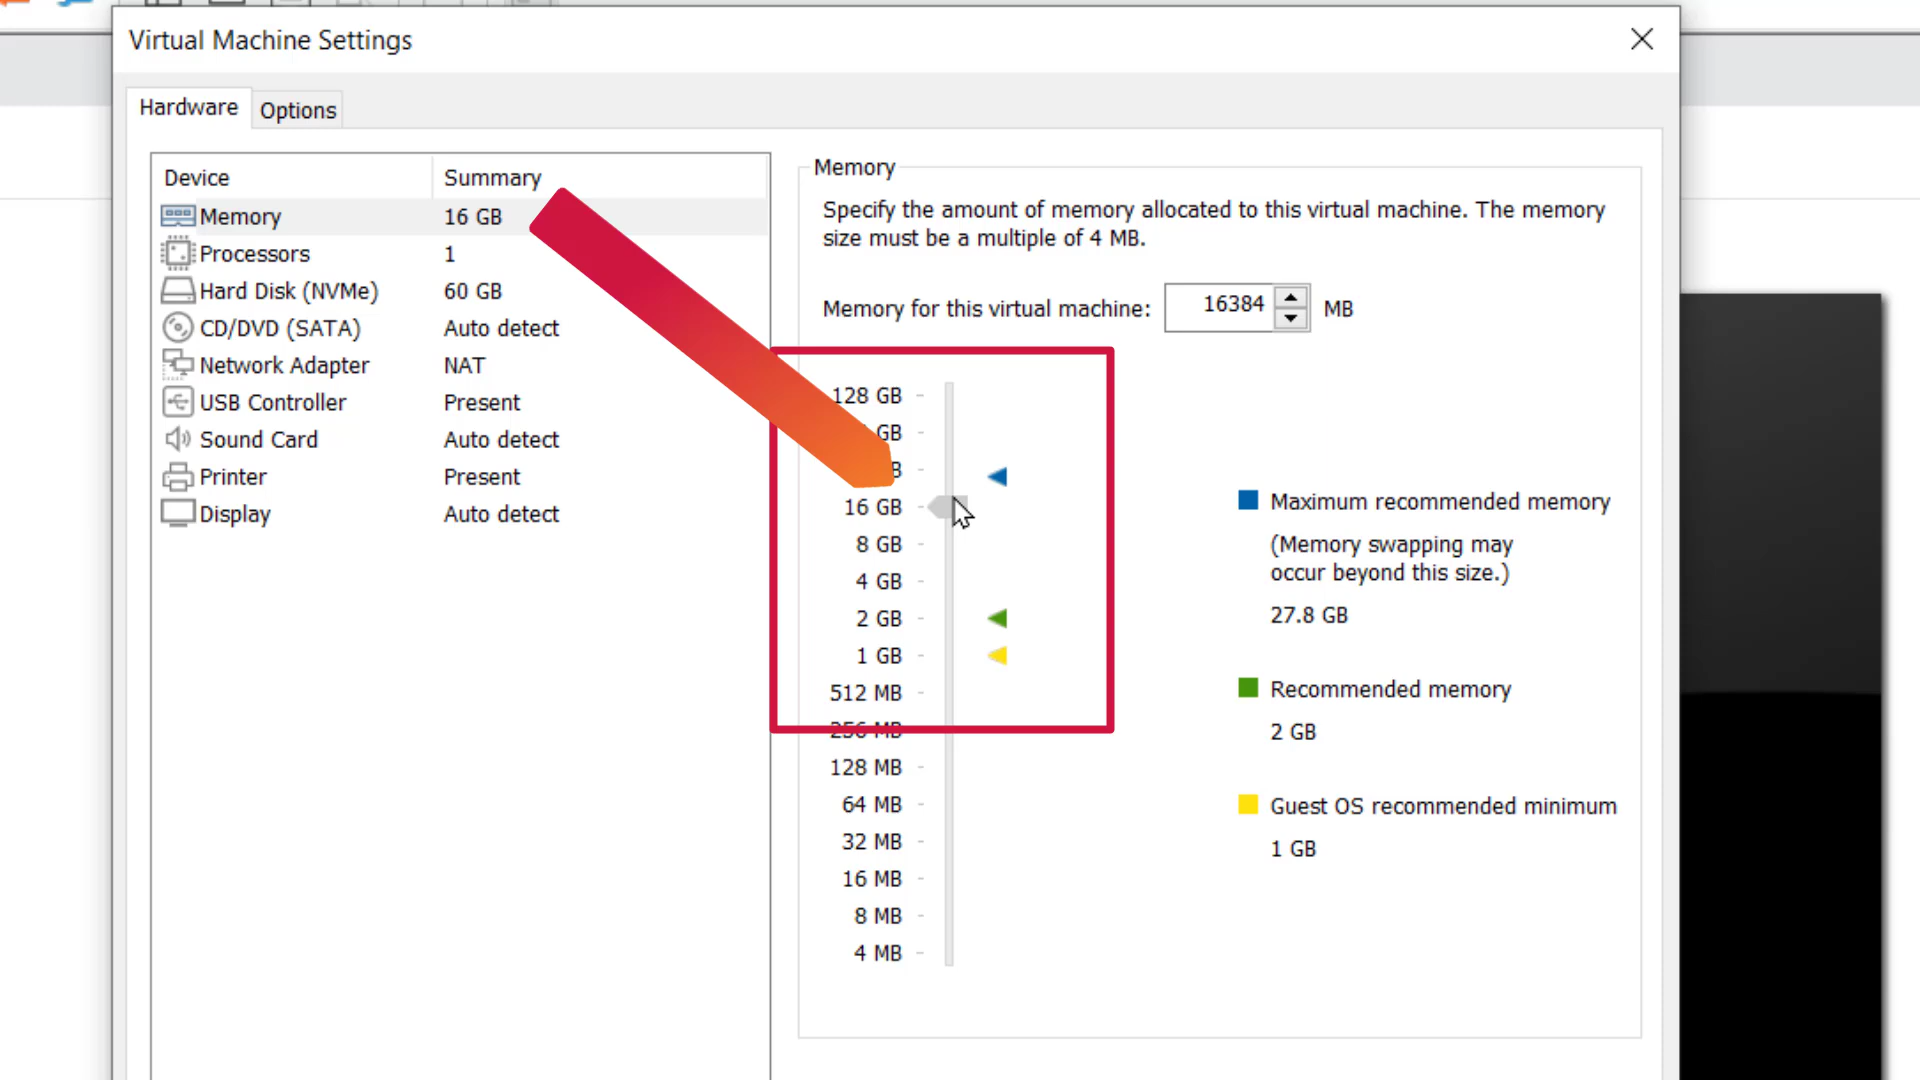 Virtual Machine Settings
Hardware
Options
Device Summary
Memory 16 GB
Processors 1
Hard Disk (NVMe) 60 GB
CD/DVD (SATA) Auto detect
Network Adapter NAT
USB Controller Present
Sound Card Auto detect
Printer Present
Display Auto detect
Memory
Specify the amount of memory allocated to this virtual machine. The memory
size must be a multiple of 4 MB.
Memory for this virtual machine: 16384 MB
128 GB
GB
16 GB
8 GB
4 GB
2 GB
1 GB
512 MB
256 MB
128 MB
64 MB
32 MB
16 MB
8 MB
4 MB
Maximum recommended memory
(Memory swapping may
occur beyond this size.)
27.8 GB
Recommended memory
2 GB
Guest OS recommended minimum
1 GB